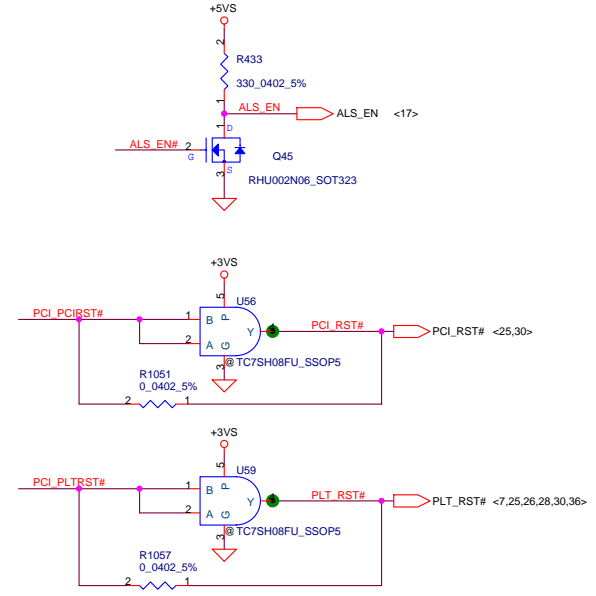 +5VS
2
R433
330_0402_5%
1
ALS_EN
ALS_EN <17>
1
D
ALS_EN# 2
G
Q45
S
3
RHU002N06_SOT323
+3VS
5
U56
PCI_PCIRST#
1 B P
Y
PCI_RST#
PCI_RST# <25,30>
2 A G
3
@ TC7SH08FU_SSOP5
R1051
0_0402_5%
2 1
+3VS
5
U59
PCI_PLTRST#
1 B P
Y
PLT_RST#
PLT_RST# <7,25,26,28,30,36>
2 A G
3
@ TC7SH08FU_SSOP5
R1057
0_0402_5%
2 1